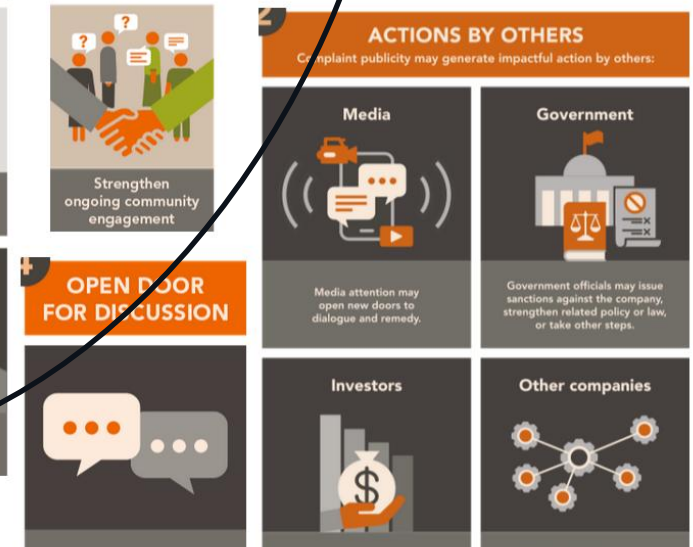 ?
?
?
Strengthen
ongoing community
engagement
4
OPEN DOOR
FOR DISCUSSION
2
ACTIONS BY OTHERS
Complaint publicity may generate impactful action by others:
Media
Media attention may
open new doors to
dialogue and remedy.
Government
Government officials may issue
sanctions against the company,
strengthen related policy or law,
or take other steps.
Investors
$
Other companies